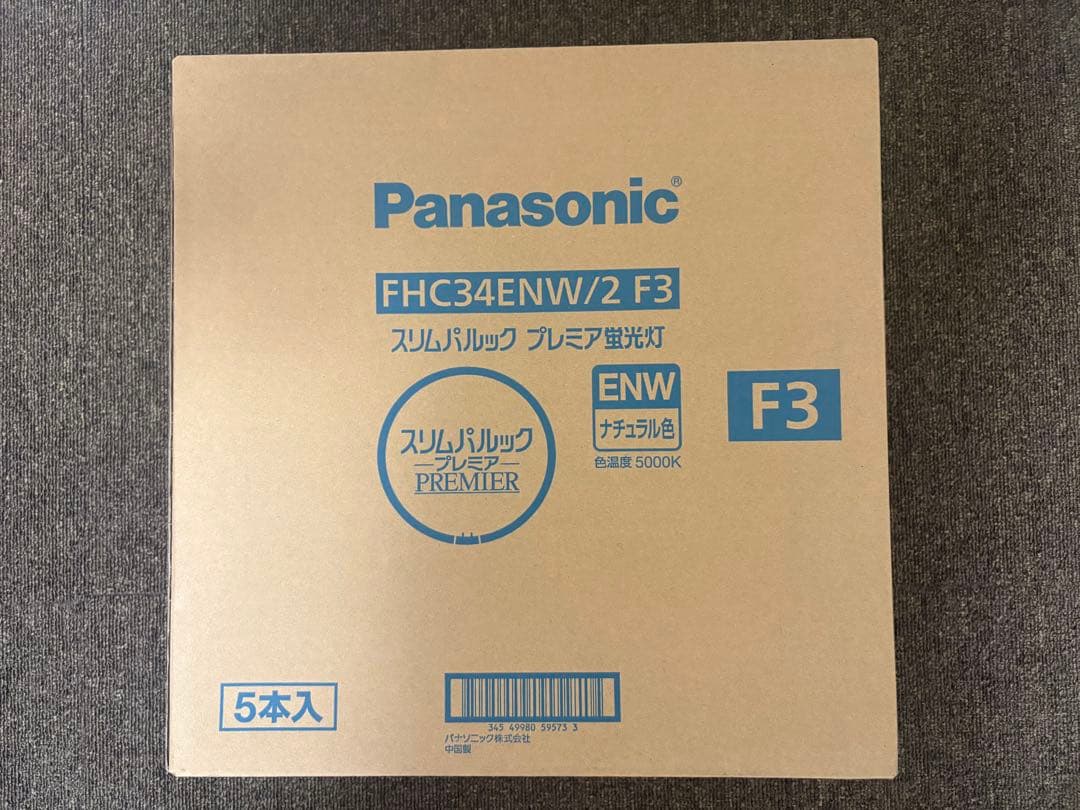 Panasonic®
FHC34ENW/2 F3
スリムパルック プレミア蛍光灯
ENW
ナチュラル色
色温度 5000K
F3
スリムパルック
プレミア
PREMIER
5本入
345 49980 59573 3
パナソニック株式会社
中国製